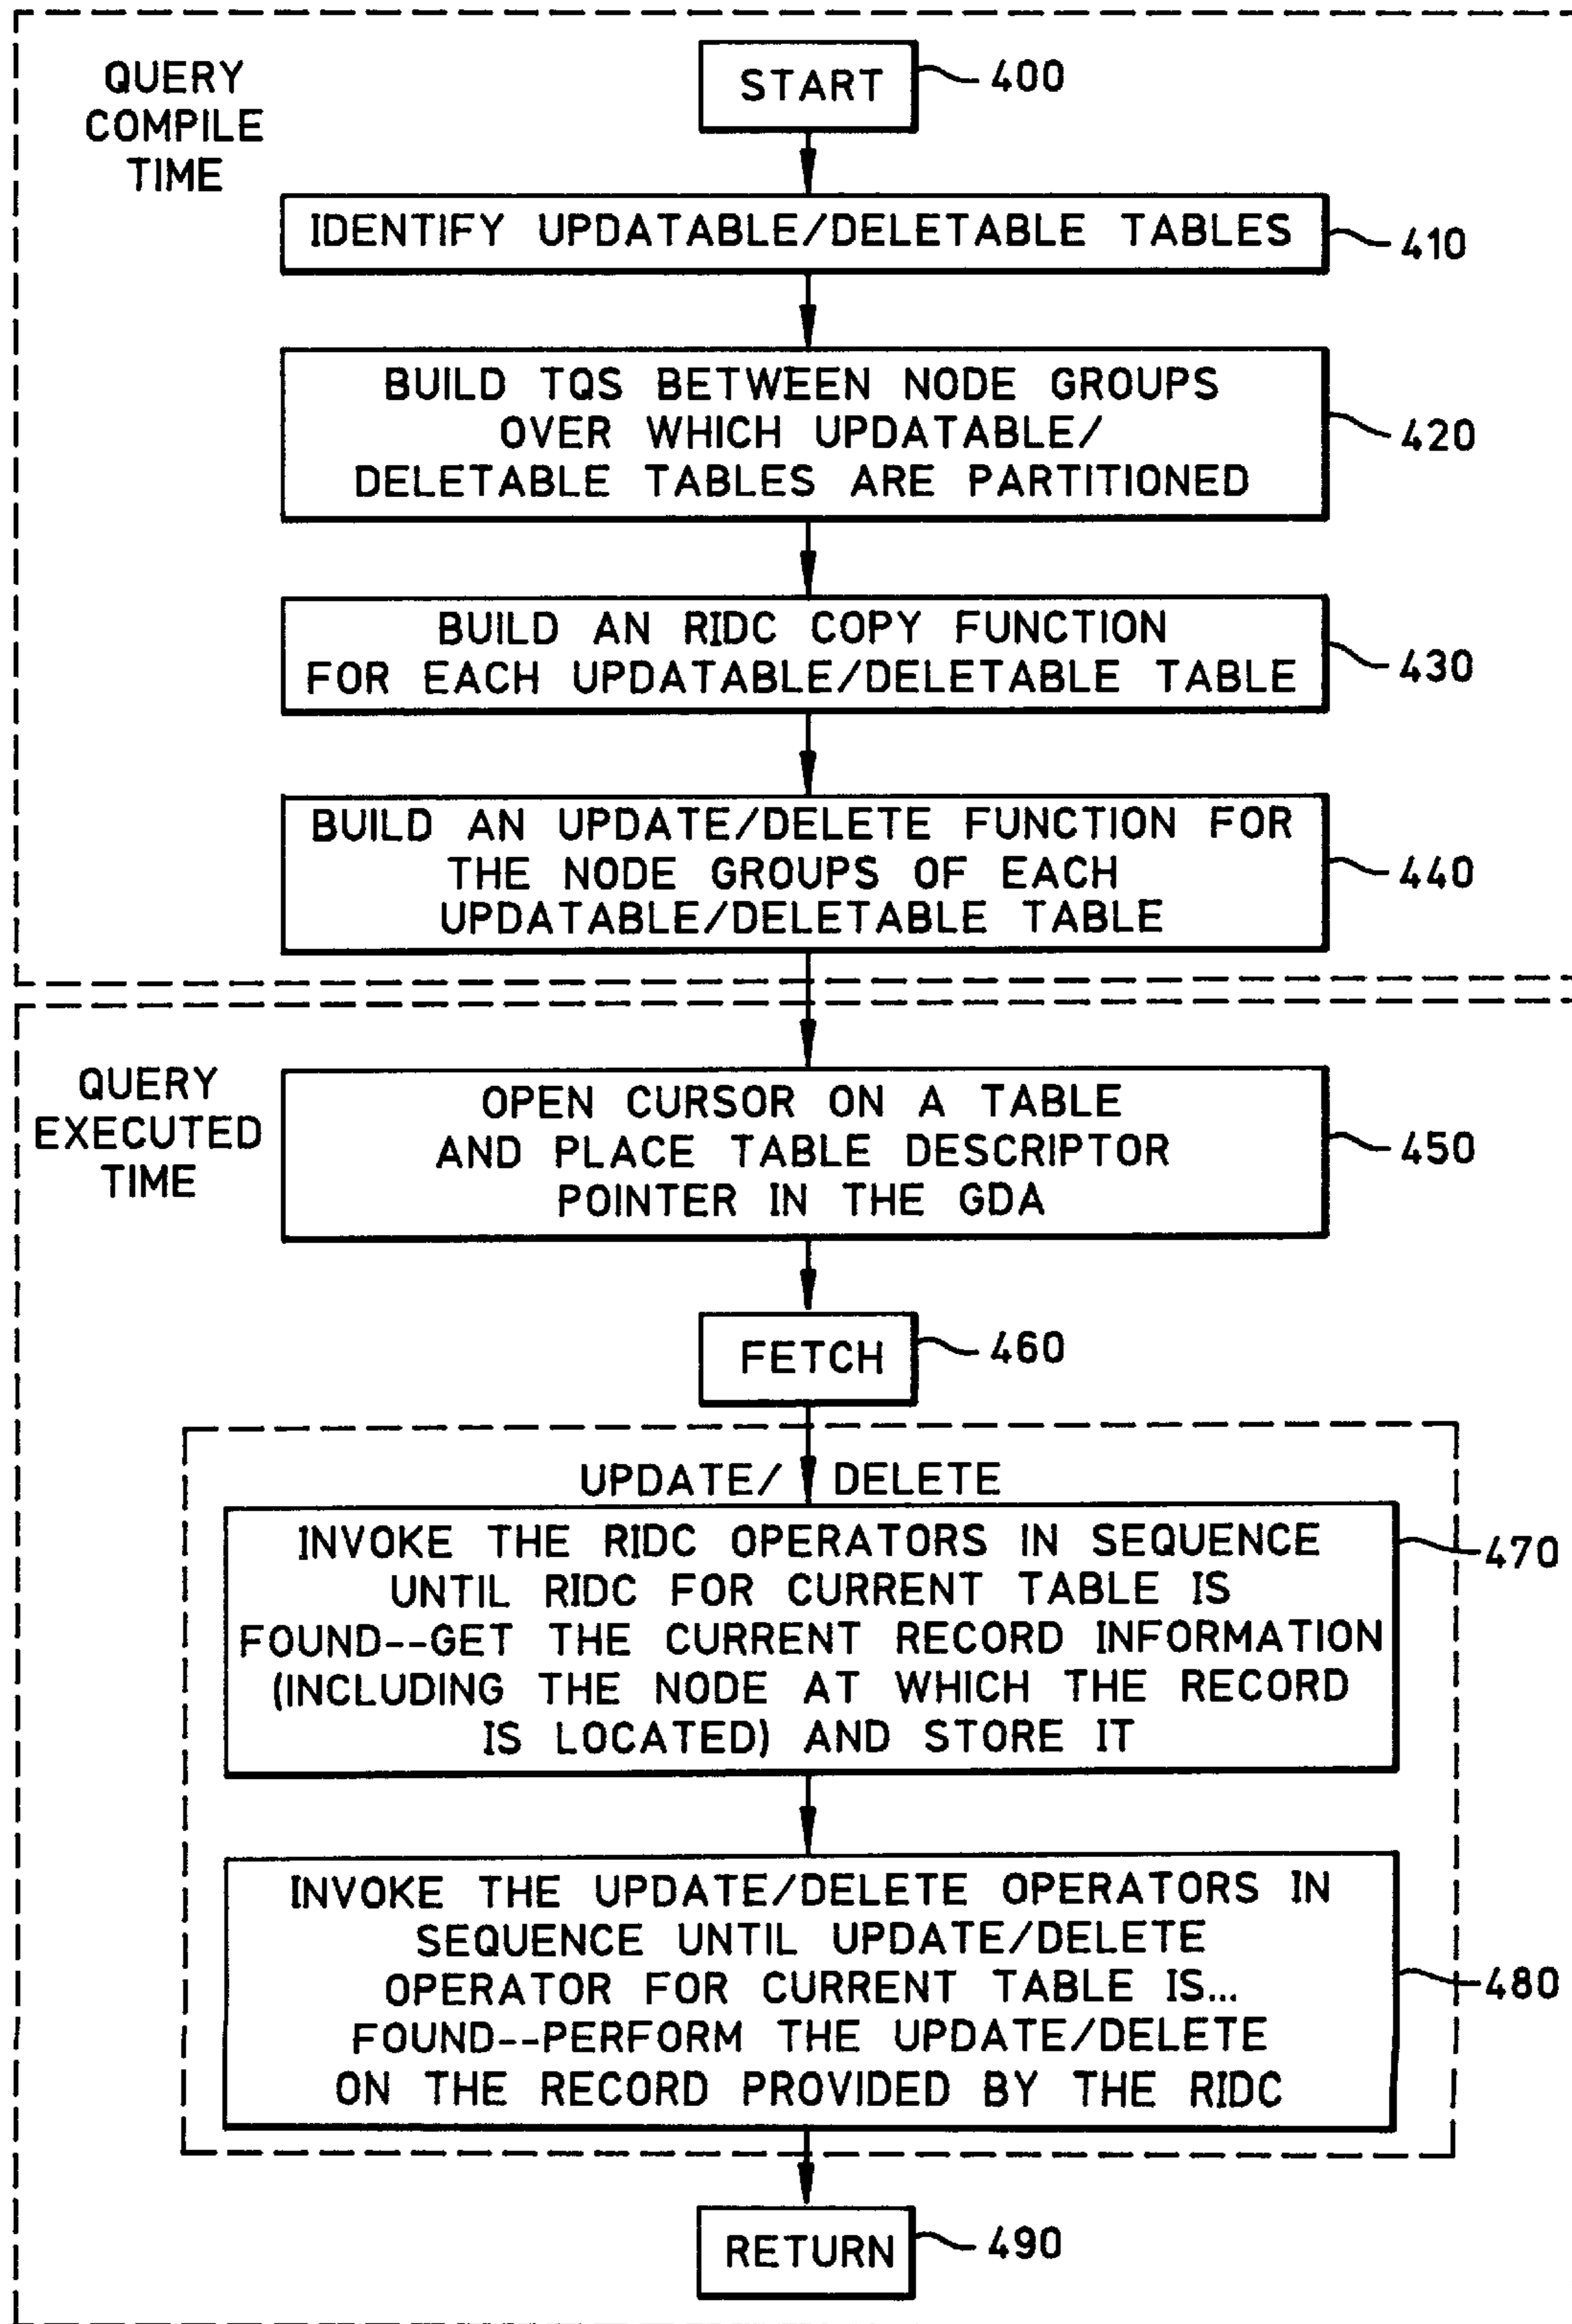 QUERY
COMPILE
TIME
START
400
IDENTIFY UPDATABLE/DELETABLE TABLES
410
BUILD TQS BETWEEN NODE GROUPS
OVER WHICH UPDATABLE/
DELETABLE TABLES ARE PARTITIONED
420
BUILD AN RIDC COPY FUNCTION
FOR EACH UPDATABLE/DELETABLE TABLE
430
BUILD AN UPDATE/DELETE FUNCTION FOR
THE NODE GROUPS OF EACH
UPDATABLE/DELETABLE TABLE
440
QUERY
EXECUTED
TIME
OPEN CURSOR ON A TABLE
AND PLACE TABLE DESCRIPTOR
POINTER IN THE GDA
450
FETCH
460
UPDATE/ DELETE
INVOKE THE RIDC OPERATORS IN SEQUENCE
UNTIL RIDC FOR CURRENT TABLE IS
FOUND--GET THE CURRENT RECORD INFORMATION
(INCLUDING THE NODE AT WHICH THE RECORD
IS LOCATED) AND STORE IT
470
INVOKE THE UPDATE/DELETE OPERATORS IN
SEQUENCE UNTIL UPDATE/DELETE
OPERATOR FOR CURRENT TABLE IS...
FOUND--PERFORM THE UPDATE/DELETE
ON THE RECORD PROVIDED BY THE RIDC
480
RETURN
490